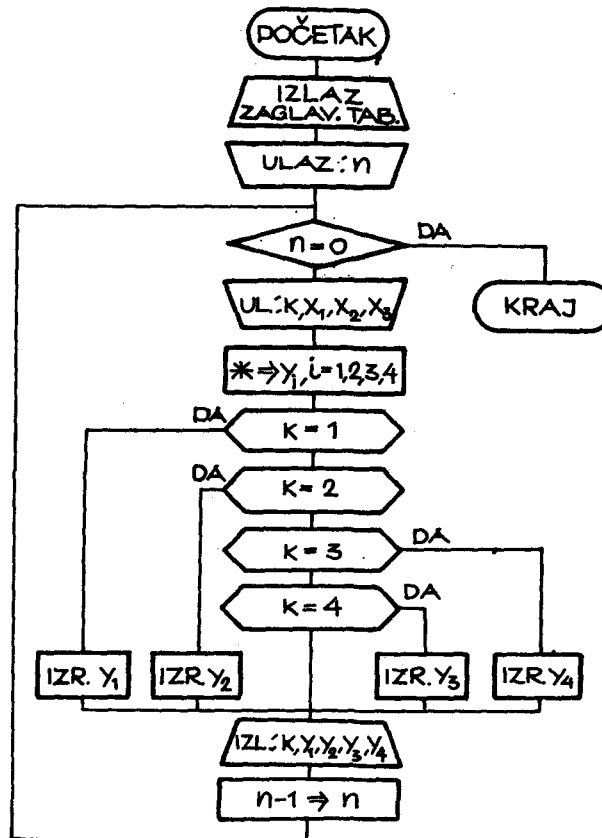 POČETAK
IZLAZ
ZAGLAV. TAB.
ULAZ: n
n = 0
DA
KRAJ
UL.: K, X₁, X₂, X₃
* ⇒ Yᵢ, i = 1,2,3,4
DA
K = 1
DA
K = 2
K = 3
DA
K = 4
DA
IZR. Y₁
IZR. Y₂
IZR. Y₃
IZR. Y₄
IZL.: K, Y₁, Y₂, Y₃, Y₄
n-1 ⇒ n